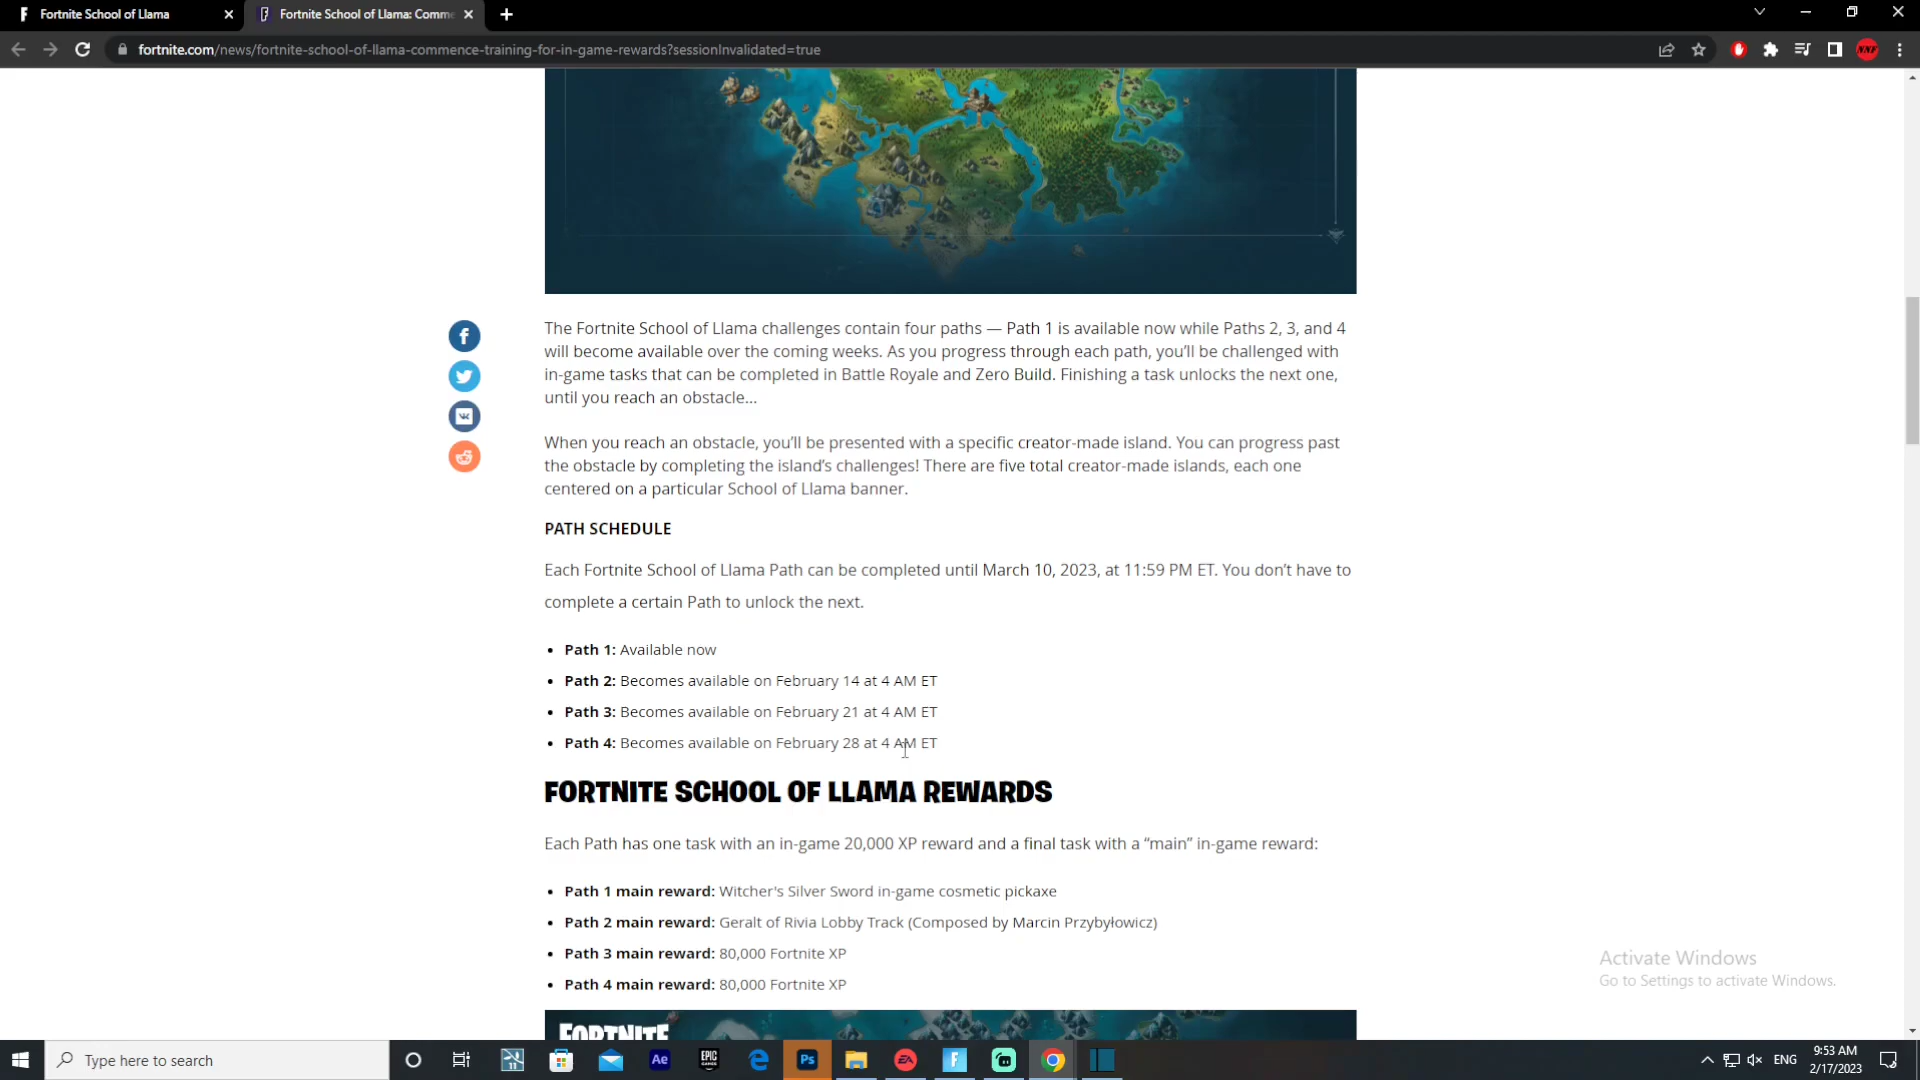 Fortnite School of Llama
Fortnite School of Llama: Comme
fortnite.com/news/fortnite-school-of-llama-commence-training-for-in-game-rewards?sessionInvalidated=true
The Fortnite School of Llama challenges contain four paths — Path 1 is available now while Paths 2, 3, and 4
will become available over the coming weeks. As you progress through each path, you’ll be challenged with
in-game tasks that can be completed in Battle Royale and Zero Build. Finishing a task unlocks the next one,
until you reach an obstacle...
When you reach an obstacle, you’ll be presented with a specific creator-made island. You can progress past
the obstacle by completing the island’s challenges! There are five total creator-made islands, each one
centered on a particular School of Llama banner.
PATH SCHEDULE
Each Fortnite School of Llama Path can be completed until March 10, 2023, at 11:59 PM ET. You don’t have to
complete a certain Path to unlock the next.
• Path 1: Available now
• Path 2: Becomes available on February 14 at 4 AM ET
• Path 3: Becomes available on February 21 at 4 AM ET
• Path 4: Becomes available on February 28 at 4 AM ET
FORTNITE SCHOOL OF LLAMA REWARDS
Each Path has one task with an in-game 20,000 XP reward and a final task with a “main” in-game reward:
• Path 1 main reward: Witcher's Silver Sword in-game cosmetic pickaxe
• Path 2 main reward: Geralt of Rivia Lobby Track (Composed by Marcin Przybyłowicz)
• Path 3 main reward: 80,000 Fortnite XP
• Path 4 main reward: 80,000 Fortnite XP
FORTNITE
Activate Windows
Go to Settings to activate Windows.
Type here to search
11
Ae
EPIC
Ps
EA
ENG
9:53 AM
2/17/2023